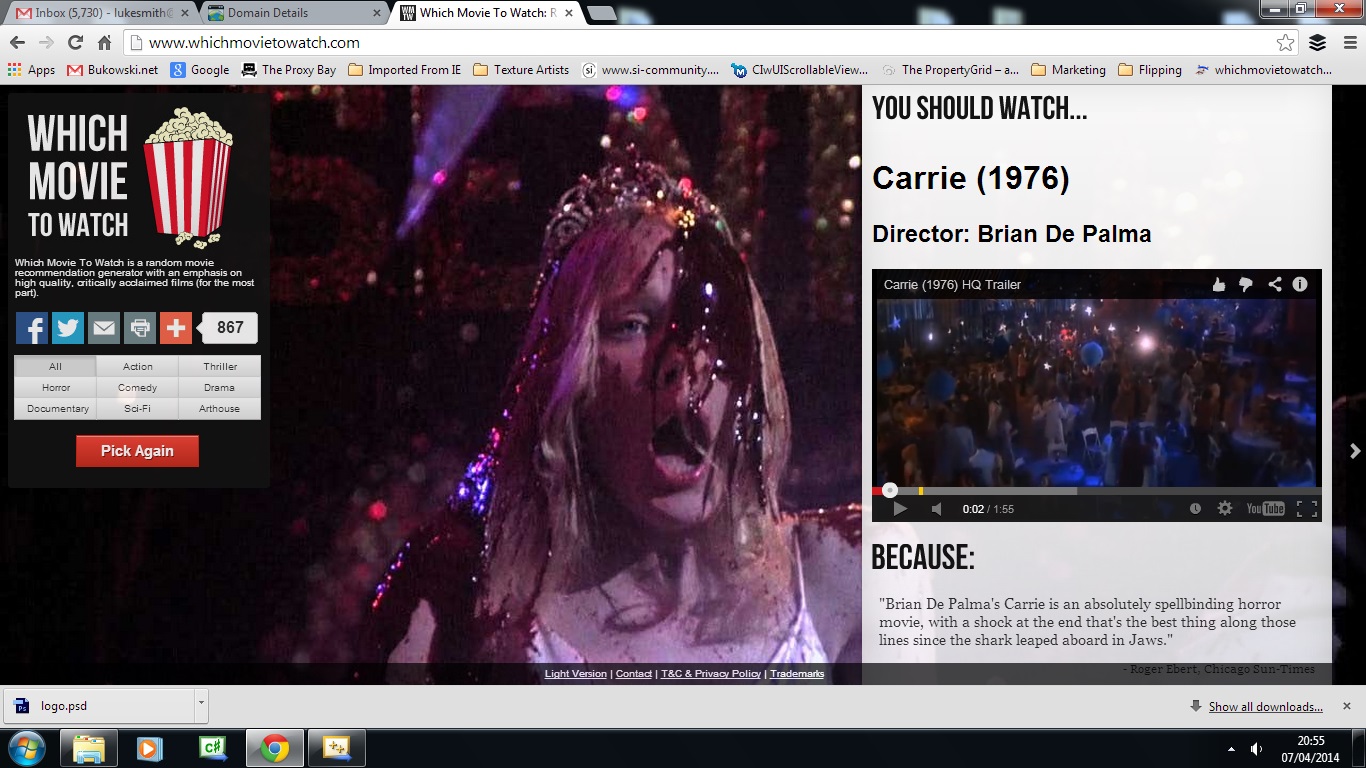 Inbox (5,730) - lukesmith@
Domain Details
Which Movie To Watch: R
www.whichmovietowatch.com
Apps
Bukowski.net
Google
The Proxy Bay
Imported From IE
Texture Artists
www.si-community....
CIwUIScrollableView...
The PropertyGrid – a...
Marketing
Flipping
whichmovietowatch...
WHICH
MOVIE
TO WATCH
Which Movie To Watch is a random movie
recommendation generator with an emphasis on
high quality, critically acclaimed films (for the most
part).
867
All Action Thriller
Horror Comedy Drama
Documentary Sci-Fi Arthouse
Pick Again
YOU SHOULD WATCH...
Carrie (1976)
Director: Brian De Palma
Carrie (1976) HQ Trailer
0:02 / 1:55
YouTube
BECAUSE:
"Brian De Palma's Carrie is an absolutely spellbinding horror
movie, with a shock at the end that's the best thing along those
lines since the shark leaped aboard in Jaws."
- Roger Ebert, Chicago Sun-Times
Light Version | Contact | T&C & Privacy Policy | Trademarks
logo.psd
Show all downloads...
20:55
07/04/2014